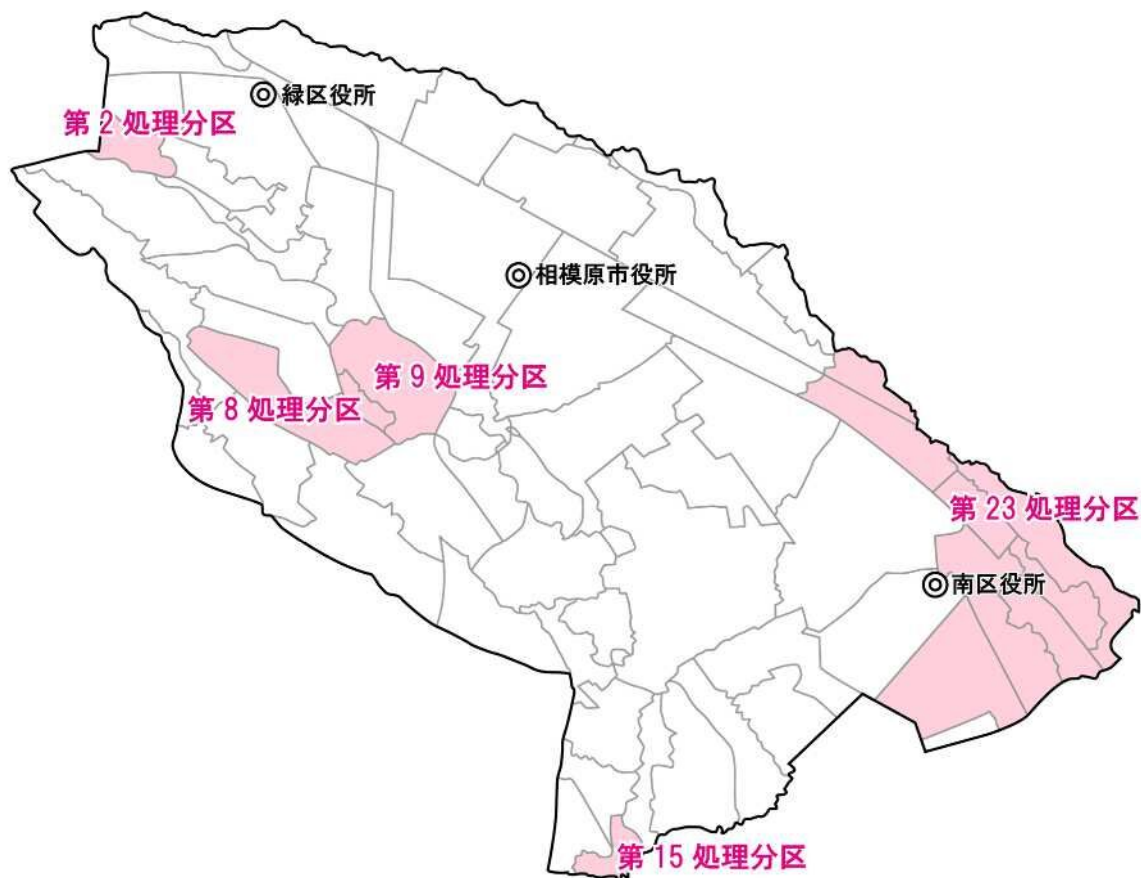 緑区役所
第 2 処理分区
相模原市役所
第 9 処理分区
第 8 処理分区
第 23 処理分区
南区役所
第 15 処理分区